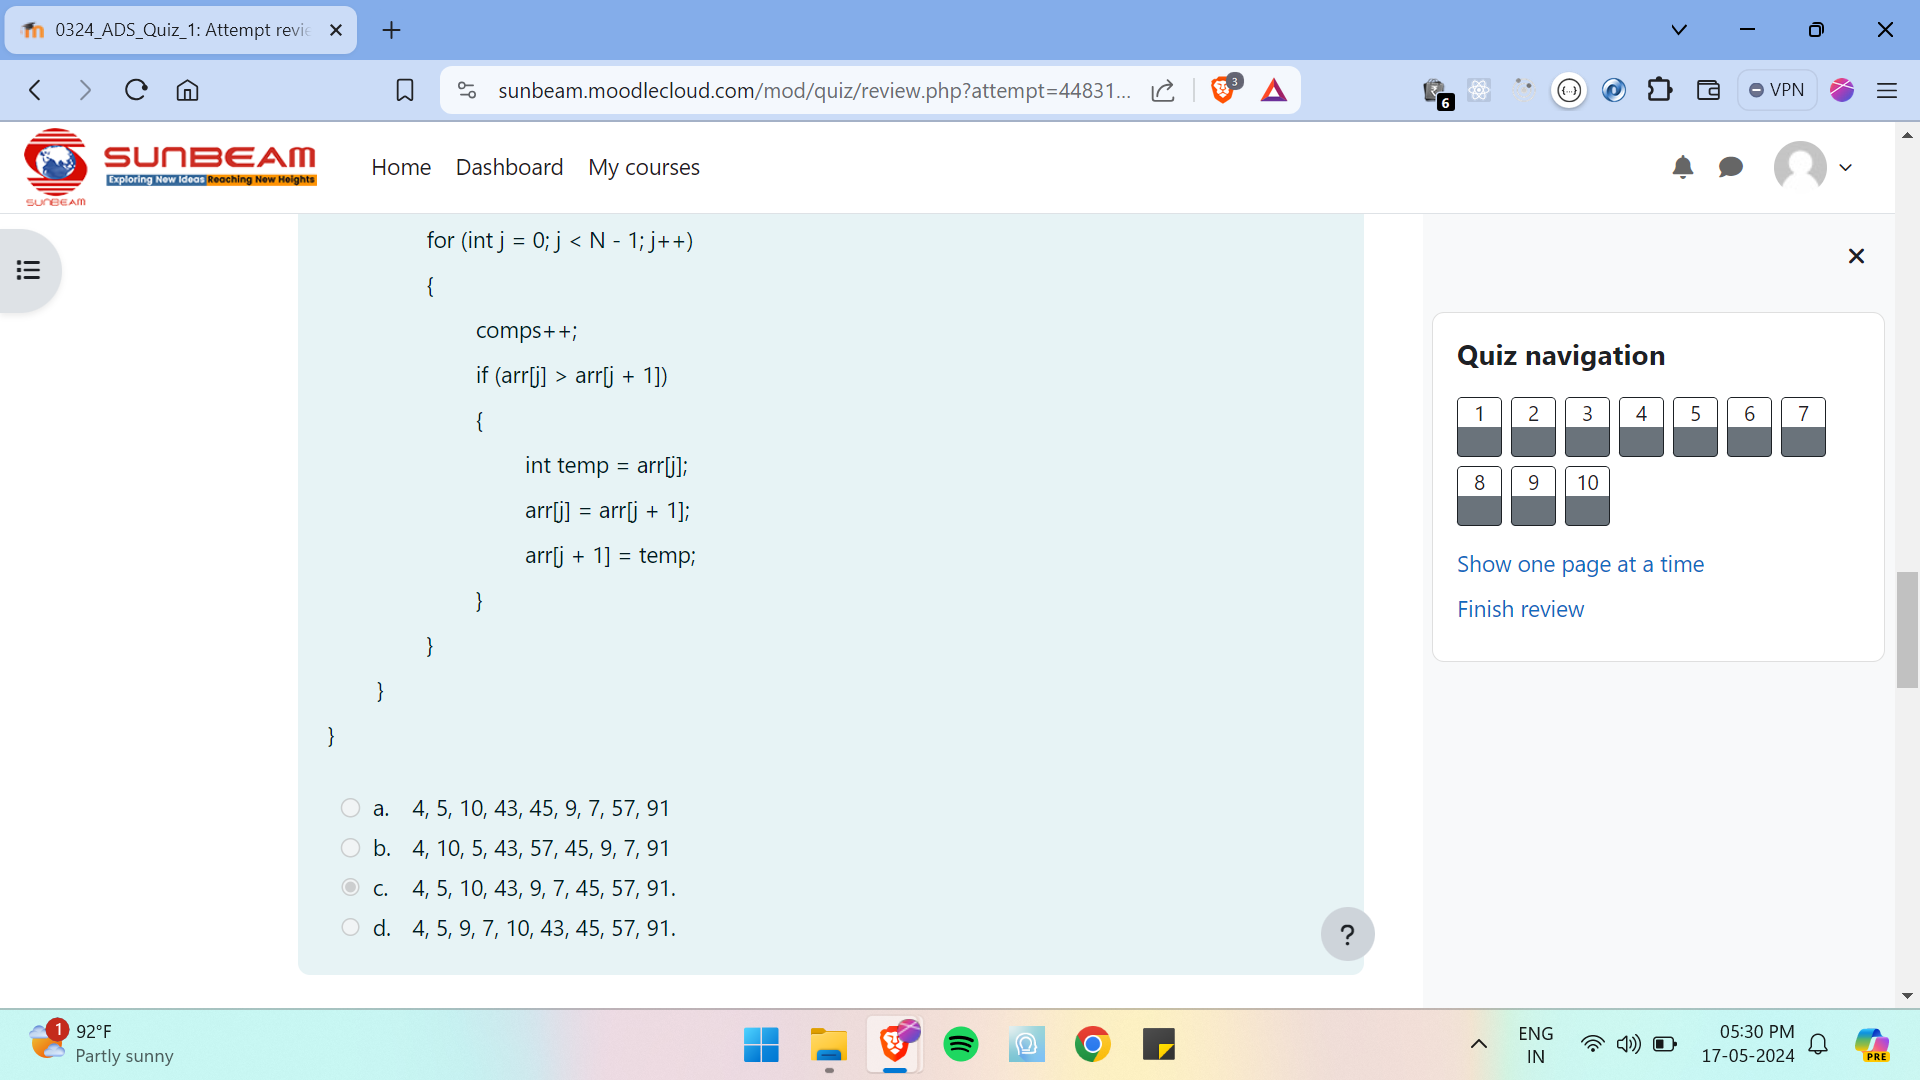 0324_ADS_Quiz_1: Attempt revie
sunbeam.moodlecloud.com/mod/quiz/review.php?attempt=44831...
3
6
VPN
SUNBEAM
Exploring New Ideas Reaching New Heights
SUNBEAM
Home
Dashboard
My courses
for (int j = 0; j < N - 1; j++)
{
comps++;
if (arr[j] > arr[j + 1])
{
int temp = arr[j];
arr[j] = arr[j + 1];
arr[j + 1] = temp;
}
}
}
}
a. 4, 5, 10, 43, 45, 9, 7, 57, 91
b. 4, 10, 5, 43, 57, 45, 9, 7, 91
c. 4, 5, 10, 43, 9, 7, 45, 57, 91.
d. 4, 5, 9, 7, 10, 43, 45, 57, 91.
?
Quiz navigation
1 2 3 4 5 6 7
8 9 10
Show one page at a time
Finish review
1
92°F
Partly sunny
ENG
IN
05:30 PM
17-05-2024
PRE